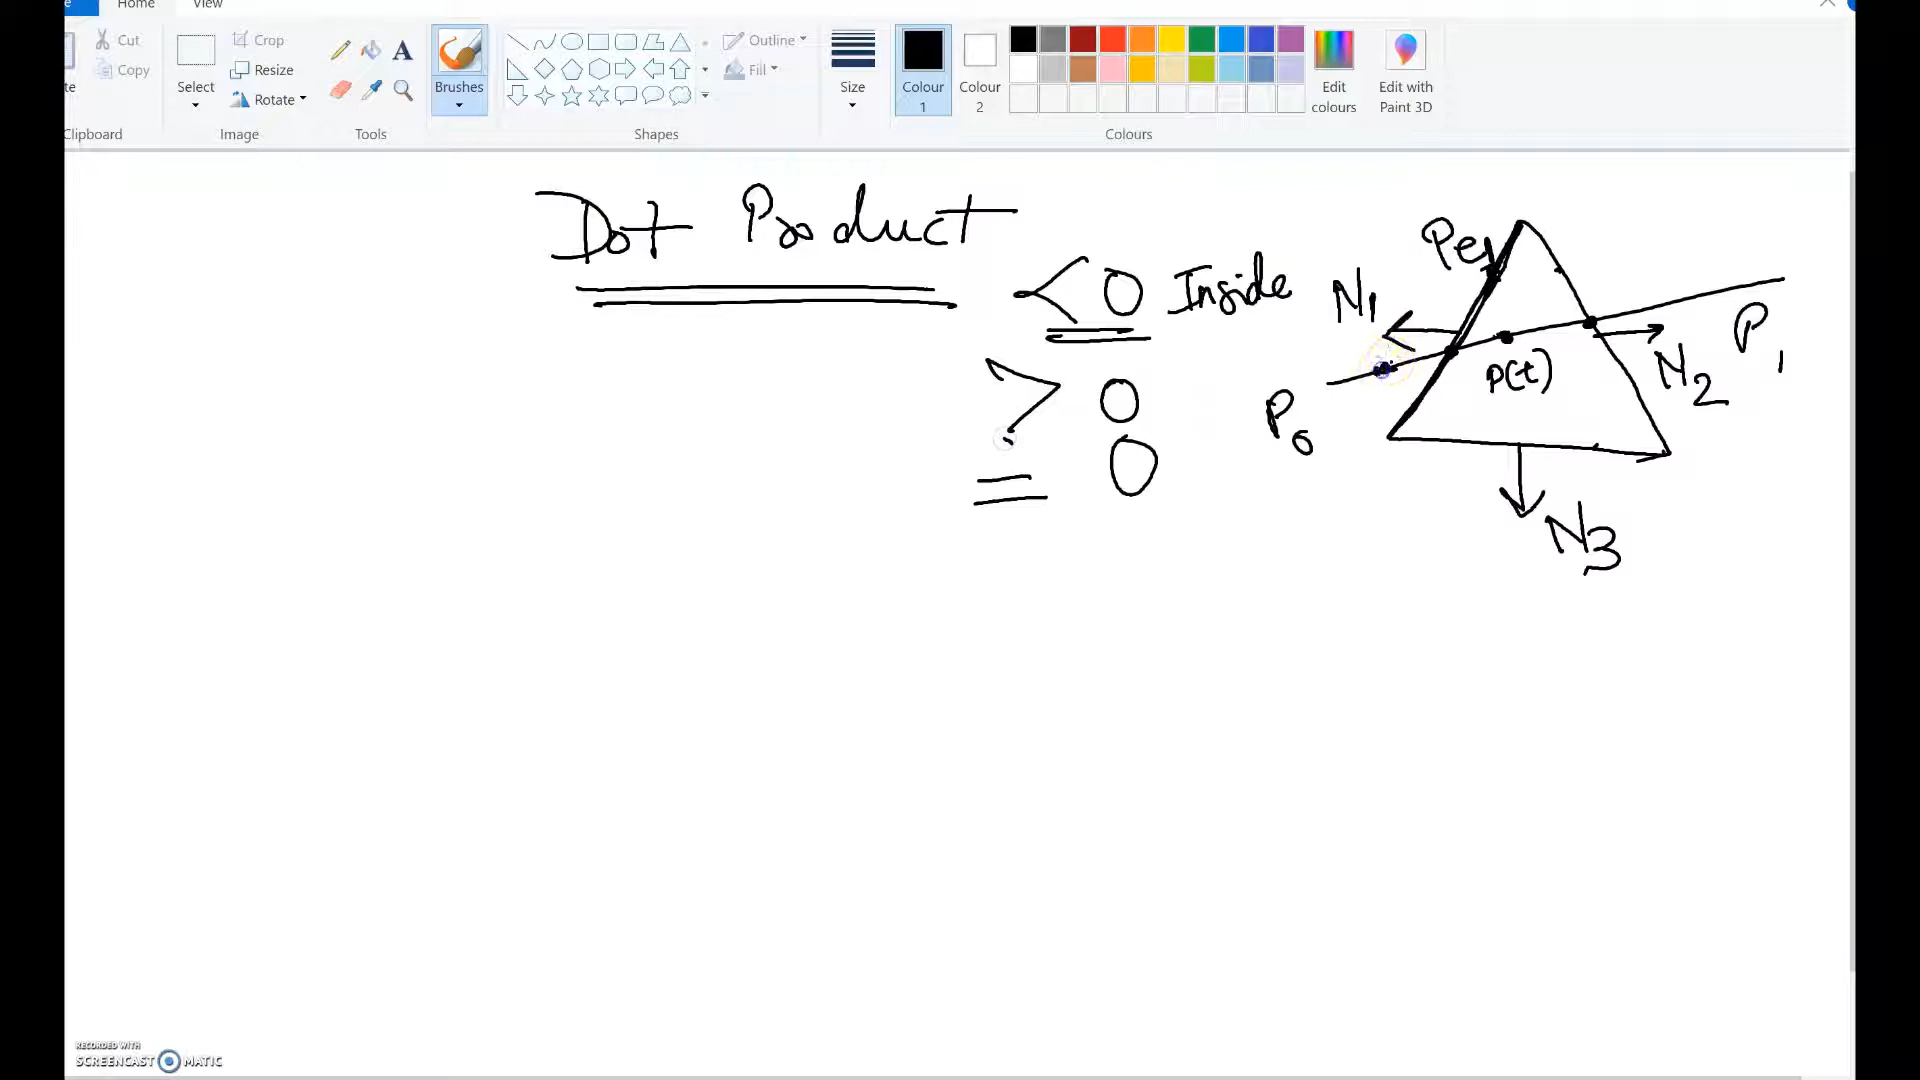 Home View
Cut
Copy
Clipboard
Select
Crop
Resize
Rotate
Image
Tools
Brushes
Shapes
Outline
Fill
Size
Colour 1
Colour 2
Colours
Edit colours
Edit with Paint 3D
Dot Product
< 0 Inside
> 0
= 0
Pe1
N1
P(t)
P0
P1
N2
N3
RECORDED WITH
SCREENCAST MATIC